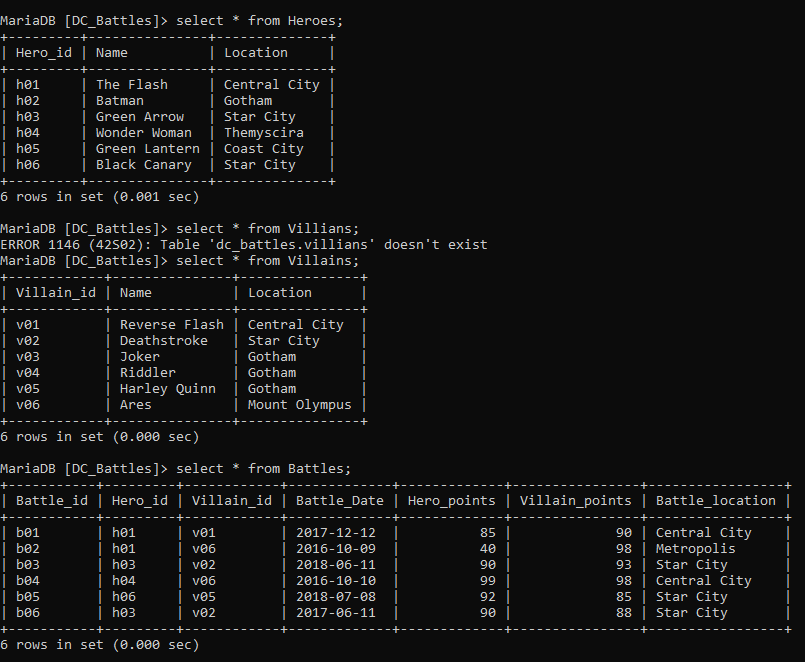 MariaDB [DC_Battles]> select * from Heroes;
+---------+---------------+--------------+
| Hero_id | Name          | Location     |
+---------+---------------+--------------+
| h01     | The Flash     | Central City |
| h02     | Batman        | Gotham       |
| h03     | Green Arrow   | Star City    |
| h04     | Wonder Woman  | Themyscira   |
| h05     | Green Lantern | Coast City   |
| h06     | Black Canary  | Star City    |
+---------+---------------+--------------+
6 rows in set (0.001 sec)

MariaDB [DC_Battles]> select * from Villians;
ERROR 1146 (42S02): Table 'dc_battles.villians' doesn't exist
MariaDB [DC_Battles]> select * from Villains;
+------------+---------------+---------------+
| Villain_id | Name          | Location      |
+------------+---------------+---------------+
| v01        | Reverse Flash | Central City  |
| v02        | Deathstroke   | Star City     |
| v03        | Joker         | Gotham        |
| v04        | Riddler       | Gotham        |
| v05        | Harley Quinn  | Gotham        |
| v06        | Ares          | Mount Olympus |
+------------+---------------+---------------+
6 rows in set (0.000 sec)

MariaDB [DC_Battles]> select * from Battles;
+-----------+---------+------------+-------------+-------------+----------------+-----------------+
| Battle_id | Hero_id | Villain_id | Battle_Date | Hero_points | Villain_points | Battle_location |
+-----------+---------+------------+-------------+-------------+----------------+-----------------+
| b01       | h01     | v01        | 2017-12-12  |          85 |             90 | Central City    |
| b02       | h01     | v06        | 2016-10-09  |          40 |             98 | Metropolis      |
| b03       | h03     | v02        | 2018-06-11  |          90 |             93 | Star City       |
| b04       | h04     | v06        | 2016-10-10  |          99 |             98 | Central City    |
| b05       | h06     | v05        | 2018-07-08  |          92 |             85 | Star City       |
| b06       | h03     | v02        | 2017-06-11  |          90 |             88 | Star City       |
+-----------+---------+------------+-------------+-------------+----------------+-----------------+
6 rows in set (0.000 sec)